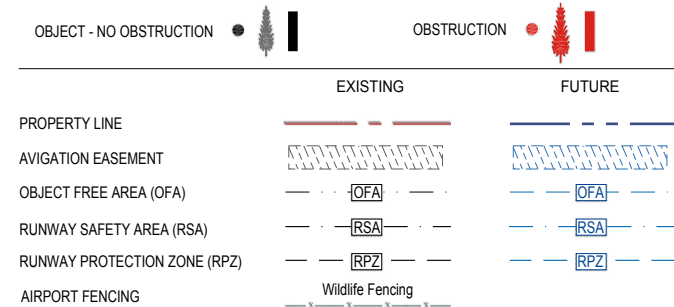 OBJECT - NO OBSTRUCTION OBSTRUCTION
EXISTING FUTURE
PROPERTY LINE
AVIGATION EASEMENT
OBJECT FREE AREA (OFA) OFA OFA
RUNWAY SAFETY AREA (RSA) RSA RSA
RUNWAY PROTECTION ZONE (RPZ) RPZ RPZ
AIRPORT FENCING Wildlife Fencing